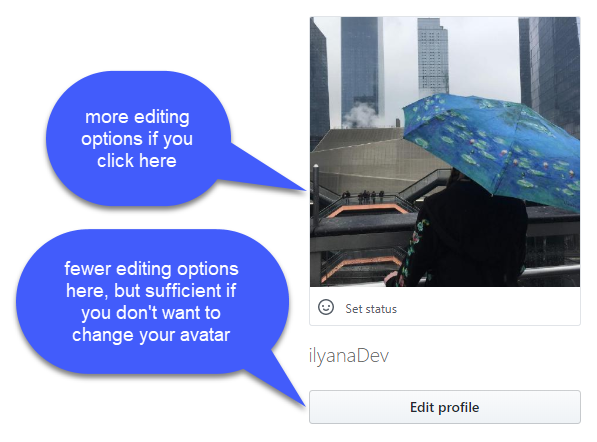 more editing
options if you
click here
fewer editing options
here, but sufficient if
you don't want to
change your avatar
Set status
ilyanaDev
Edit profile